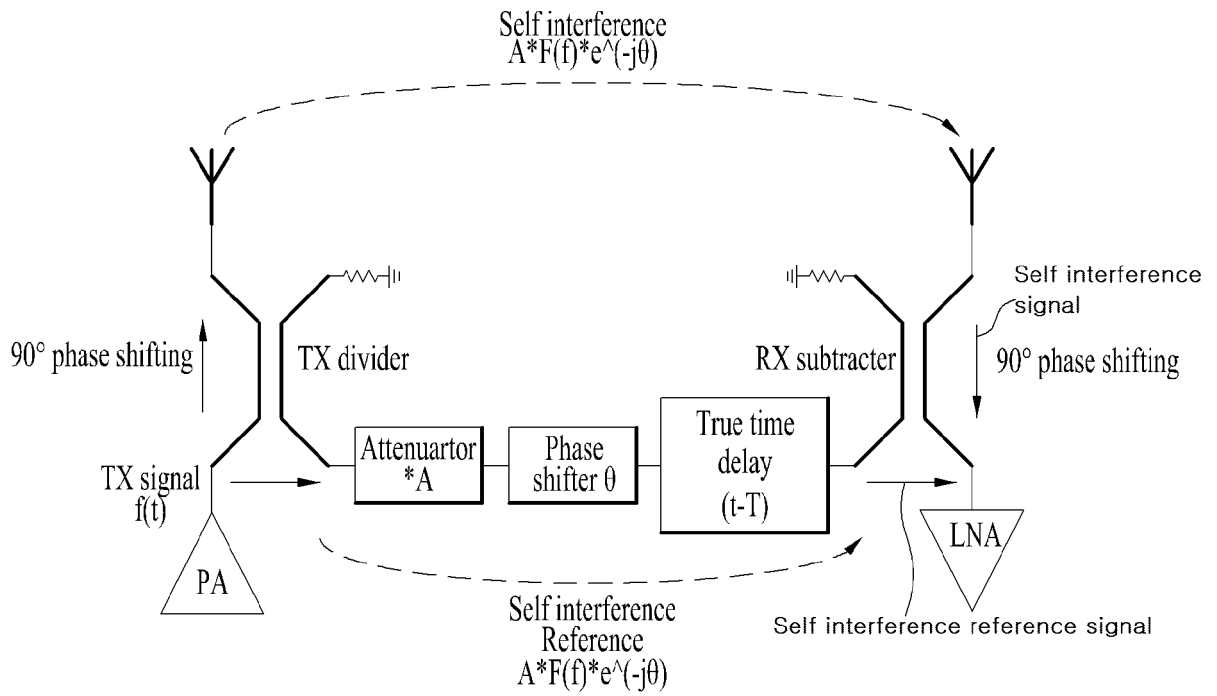 Self interference
A*F(f)*e^(-jθ)
Self interference
signal
90° phase shifting
TX divider
RX subtracter
90° phase shifting
TX signal
f(t)
Attenuartor
*A
Phase
shifter θ
True time
delay
(t-T)
PA
LNA
Self interference
Reference
A*F(f)*e^(-jθ)
Self interference reference signal